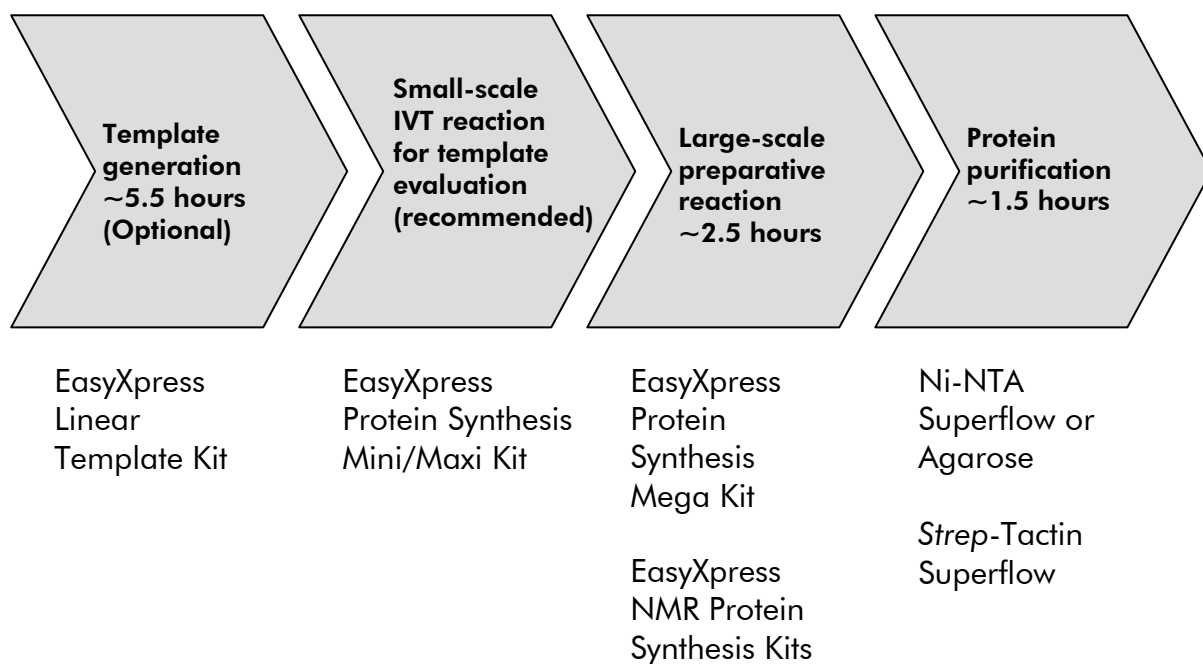 Template
generation
~5.5 hours
(Optional)
Small-scale
IVT reaction
for template
evaluation
(recommended)
Large-scale
preparative
reaction
~2.5 hours
Protein
purification
~1.5 hours
EasyXpress
Linear
Template Kit
EasyXpress
Protein Synthesis
Mini/Maxi Kit
EasyXpress
Protein
Synthesis
Mega Kit
EasyXpress
NMR Protein
Synthesis Kits
Ni-NTA
Superflow or
Agarose
Strep-Tactin
Superflow